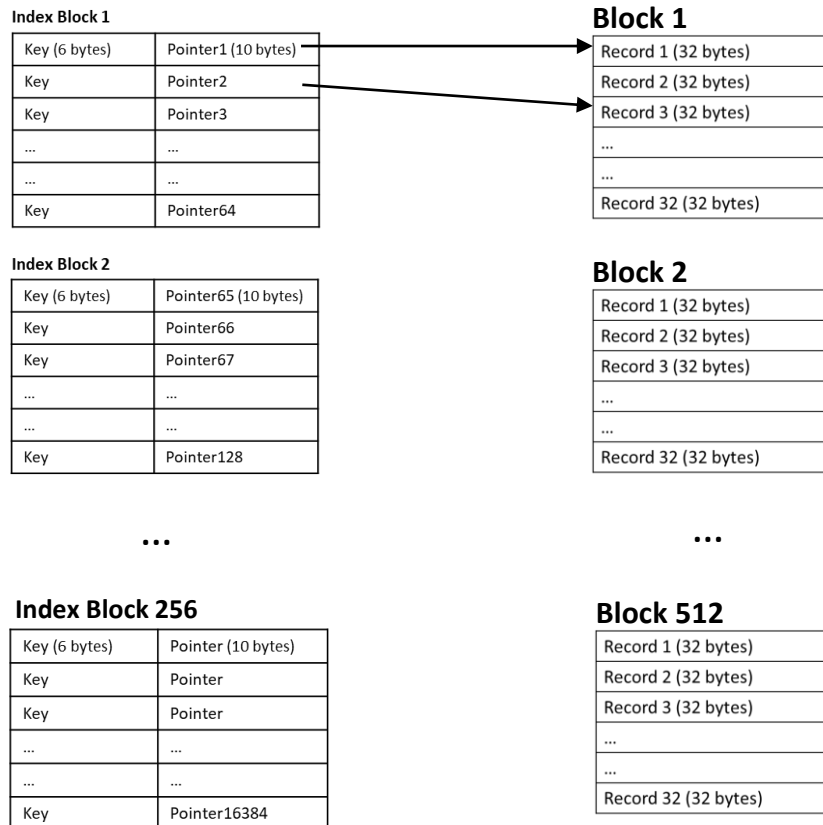 Index Block 1
Key (6 bytes) Pointer1 (10 bytes)
Key Pointer2
Key Pointer3
... ...
... ...
Key Pointer64
Block 1
Record 1 (32 bytes)
Record 2 (32 bytes)
Record 3 (32 bytes)
...
...
Record 32 (32 bytes)
Index Block 2
Key (6 bytes) Pointer65 (10 bytes)
Key Pointer66
Key Pointer67
... ...
... ...
Key Pointer128
Block 2
Record 1 (32 bytes)
Record 2 (32 bytes)
Record 3 (32 bytes)
...
...
Record 32 (32 bytes)
...
...
Index Block 256
Key (6 bytes) Pointer (10 bytes)
Key Pointer
Key Pointer
... ...
... ...
Key Pointer16384
Block 512
Record 1 (32 bytes)
Record 2 (32 bytes)
Record 3 (32 bytes)
...
...
Record 32 (32 bytes)